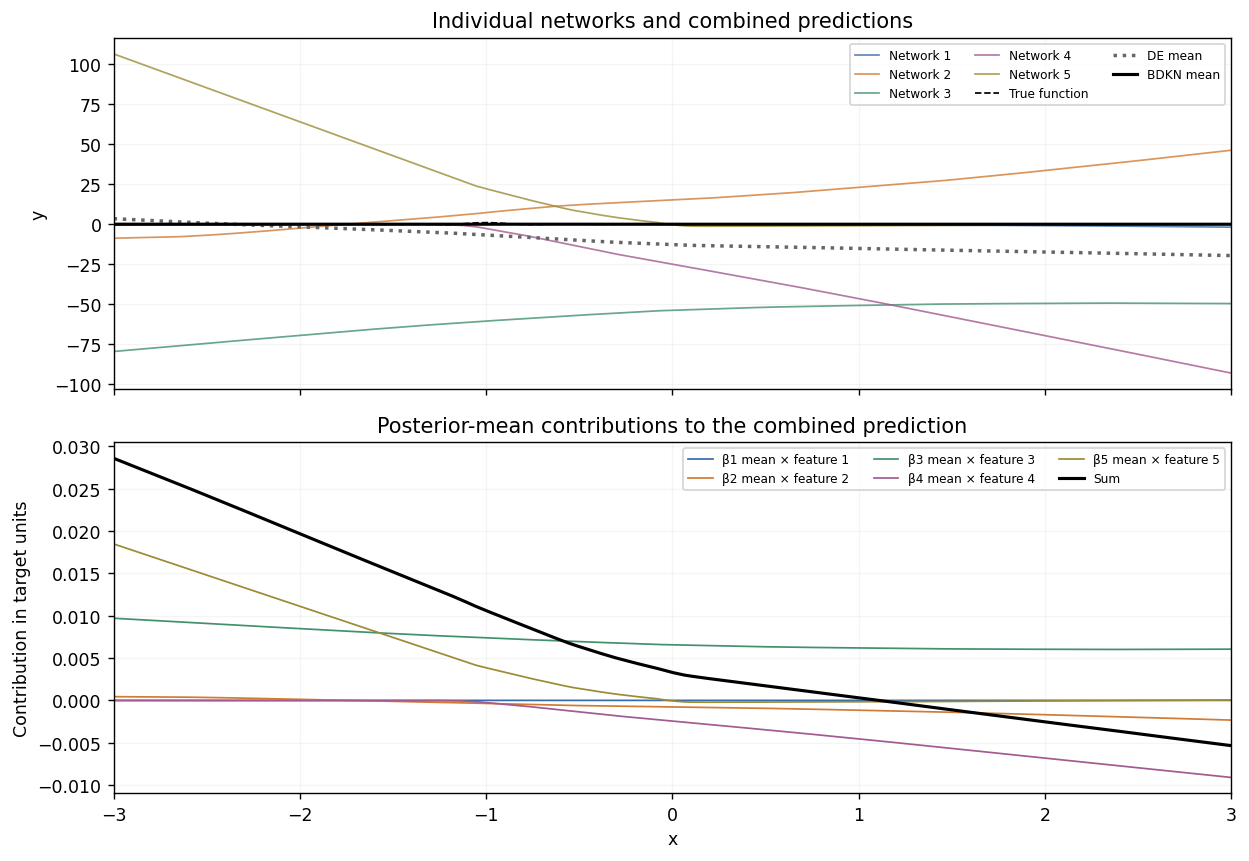 Individual networks and combined predictions
Network 1
Network 2
Network 3
Network 4
Network 5
True function
DE mean
BDKN mean
100
75
50
25
0
−25
−50
−75
−100
y
Posterior-mean contributions to the combined prediction
β1 mean × feature 1
β2 mean × feature 2
β3 mean × feature 3
β4 mean × feature 4
β5 mean × feature 5
Sum
0.030
0.025
0.020
0.015
0.010
0.005
0.000
−0.005
−0.010
Contribution in target units
−3
−2
−1
0
1
2
3
x